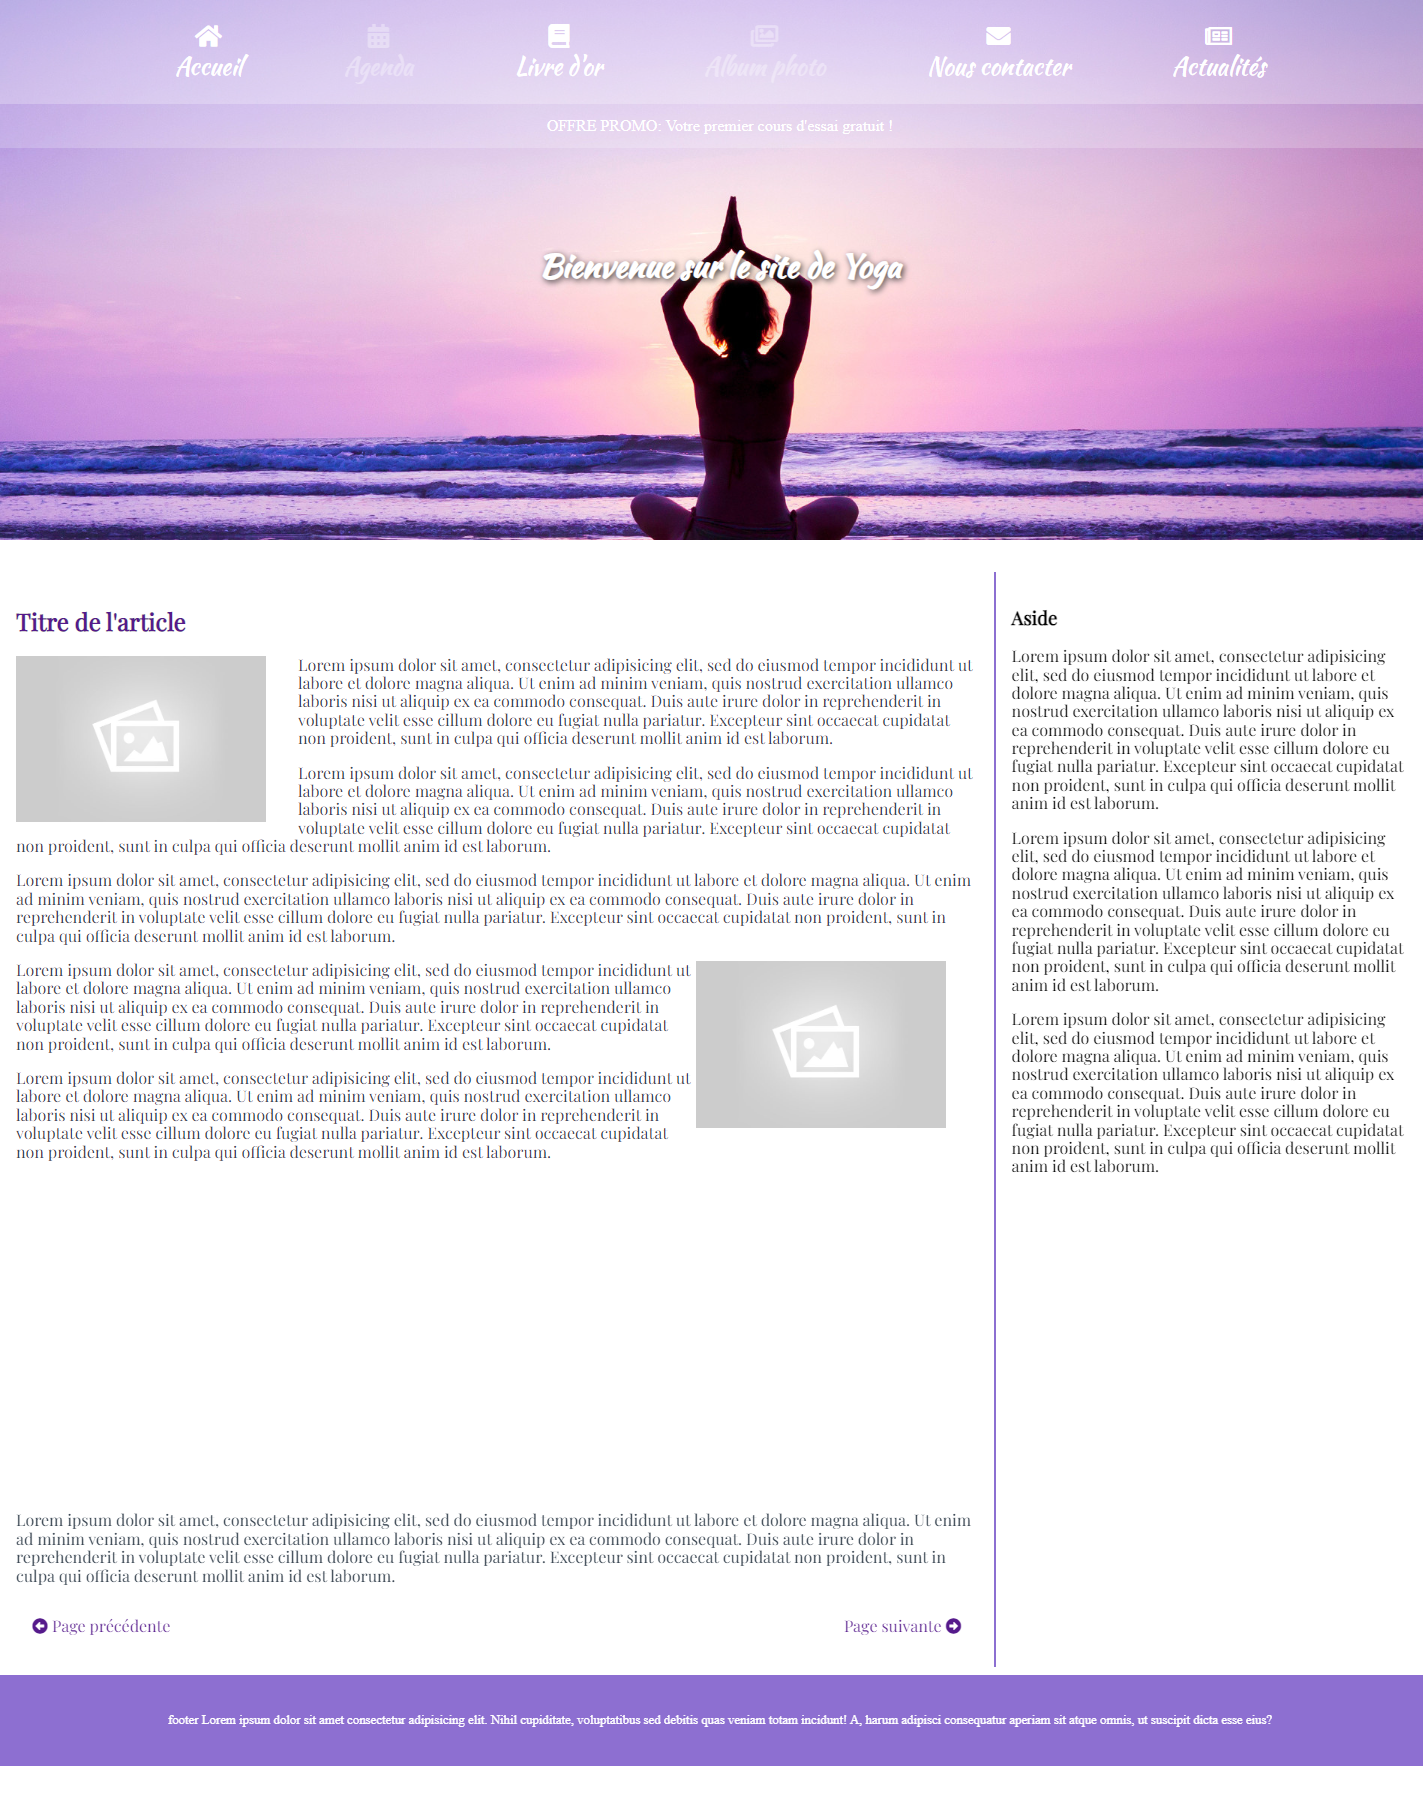 Accueil
Agenda
Livre d'or
Album photo
Nous contacter
Actualités
OFFRE PROMO: Votre premier cours d'essai gratuit !
Bienvenue sur le site de Yoga
Titre de l'article
Lorem ipsum dolor sit amet, consectetur adipisicing elit, sed do eiusmod tempor incididunt ut
labore et dolore magna aliqua. Ut enim ad minim veniam, quis nostrud exercitation ullamco
laboris nisi ut aliquip ex ea commodo consequat. Duis aute irure dolor in reprehenderit in
voluptate velit esse cillum dolore eu fugiat nulla pariatur. Excepteur sint occaecat cupidatat
non proident, sunt in culpa qui officia deserunt mollit anim id est laborum.
Lorem ipsum dolor sit amet, consectetur adipisicing elit, sed do eiusmod tempor incididunt ut
labore et dolore magna aliqua. Ut enim ad minim veniam, quis nostrud exercitation ullamco
laboris nisi ut aliquip ex ea commodo consequat. Duis aute irure dolor in reprehenderit in
voluptate velit esse cillum dolore eu fugiat nulla pariatur. Excepteur sint occaecat cupidatat
non proident, sunt in culpa qui officia deserunt mollit anim id est laborum.
Lorem ipsum dolor sit amet, consectetur adipisicing elit, sed do eiusmod tempor incididunt ut labore et dolore magna aliqua. Ut enim
ad minim veniam, quis nostrud exercitation ullamco laboris nisi ut aliquip ex ea commodo consequat. Duis aute irure dolor in
reprehenderit in voluptate velit esse cillum dolore eu fugiat nulla pariatur. Excepteur sint occaecat cupidatat non proident, sunt in
culpa qui officia deserunt mollit anim id est laborum.
Lorem ipsum dolor sit amet, consectetur adipisicing elit, sed do eiusmod tempor incididunt ut
labore et dolore magna aliqua. Ut enim ad minim veniam, quis nostrud exercitation ullamco
laboris nisi ut aliquip ex ea commodo consequat. Duis aute irure dolor in reprehenderit in
voluptate velit esse cillum dolore eu fugiat nulla pariatur. Excepteur sint occaecat cupidatat
non proident, sunt in culpa qui officia deserunt mollit anim id est laborum.
Lorem ipsum dolor sit amet, consectetur adipisicing elit, sed do eiusmod tempor incididunt ut
labore et dolore magna aliqua. Ut enim ad minim veniam, quis nostrud exercitation ullamco
laboris nisi ut aliquip ex ea commodo consequat. Duis aute irure dolor in reprehenderit in
voluptate velit esse cillum dolore eu fugiat nulla pariatur. Excepteur sint occaecat cupidatat
non proident, sunt in culpa qui officia deserunt mollit anim id est laborum.
Lorem ipsum dolor sit amet, consectetur adipisicing elit, sed do eiusmod tempor incididunt ut labore et dolore magna aliqua. Ut enim
ad minim veniam, quis nostrud exercitation ullamco laboris nisi ut aliquip ex ea commodo consequat. Duis aute irure dolor in
reprehenderit in voluptate velit esse cillum dolore eu fugiat nulla pariatur. Excepteur sint occaecat cupidatat non proident, sunt in
culpa qui officia deserunt mollit anim id est laborum.
Page précédente
Page suivante
Aside
Lorem ipsum dolor sit amet, consectetur adipisicing
elit, sed do eiusmod tempor incididunt ut labore et
dolore magna aliqua. Ut enim ad minim veniam, quis
nostrud exercitation ullamco laboris nisi ut aliquip ex
ea commodo consequat. Duis aute irure dolor in
reprehenderit in voluptate velit esse cillum dolore eu
fugiat nulla pariatur. Excepteur sint occaecat cupidatat
non proident, sunt in culpa qui officia deserunt mollit
anim id est laborum.
Lorem ipsum dolor sit amet, consectetur adipisicing
elit, sed do eiusmod tempor incididunt ut labore et
dolore magna aliqua. Ut enim ad minim veniam, quis
nostrud exercitation ullamco laboris nisi ut aliquip ex
ea commodo consequat. Duis aute irure dolor in
reprehenderit in voluptate velit esse cillum dolore eu
fugiat nulla pariatur. Excepteur sint occaecat cupidatat
non proident, sunt in culpa qui officia deserunt mollit
anim id est laborum.
Lorem ipsum dolor sit amet, consectetur adipisicing
elit, sed do eiusmod tempor incididunt ut labore et
dolore magna aliqua. Ut enim ad minim veniam, quis
nostrud exercitation ullamco laboris nisi ut aliquip ex
ea commodo consequat. Duis aute irure dolor in
reprehenderit in voluptate velit esse cillum dolore eu
fugiat nulla pariatur. Excepteur sint occaecat cupidatat
non proident, sunt in culpa qui officia deserunt mollit
anim id est laborum.
footer Lorem ipsum dolor sit amet consectetur adipisicing elit. Nihil cupiditate, voluptatibus sed debitis quas veniam totam incidunt! A, harum adipisci consequatur aperiam sit atque omnis, ut suscipit dicta esse eius?